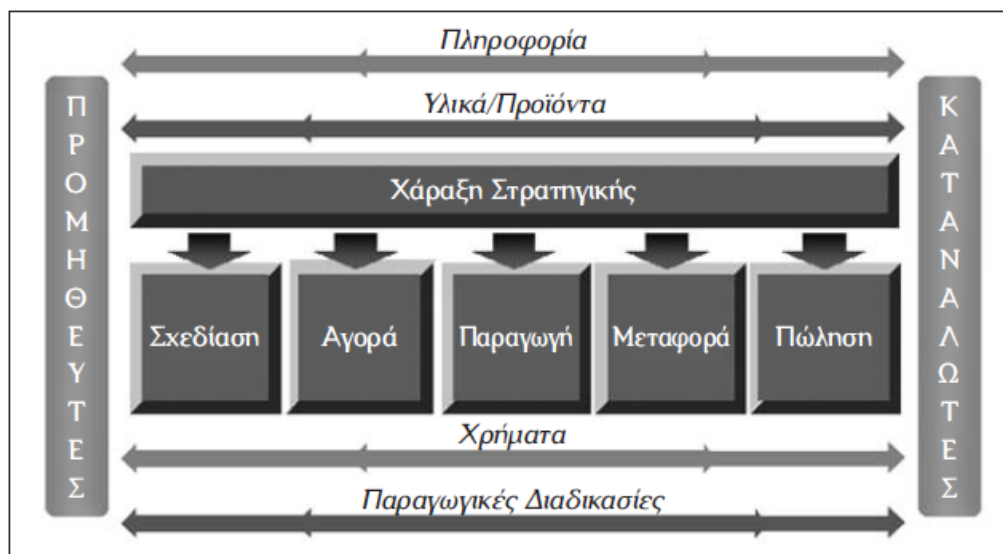 Πληροφορία
Υλικά/Προϊόντα
ΠΡΟΜΗΘΕΥΤΕΣ
Χάραξη Στρατηγικής
Σχεδίαση
Αγορά
Παραγωγή
Μεταφορά
Πώληση
ΚΑΤΑΝΑΛΩΤΕΣ
Χρήματα
Παραγωγικές Διαδικασίες